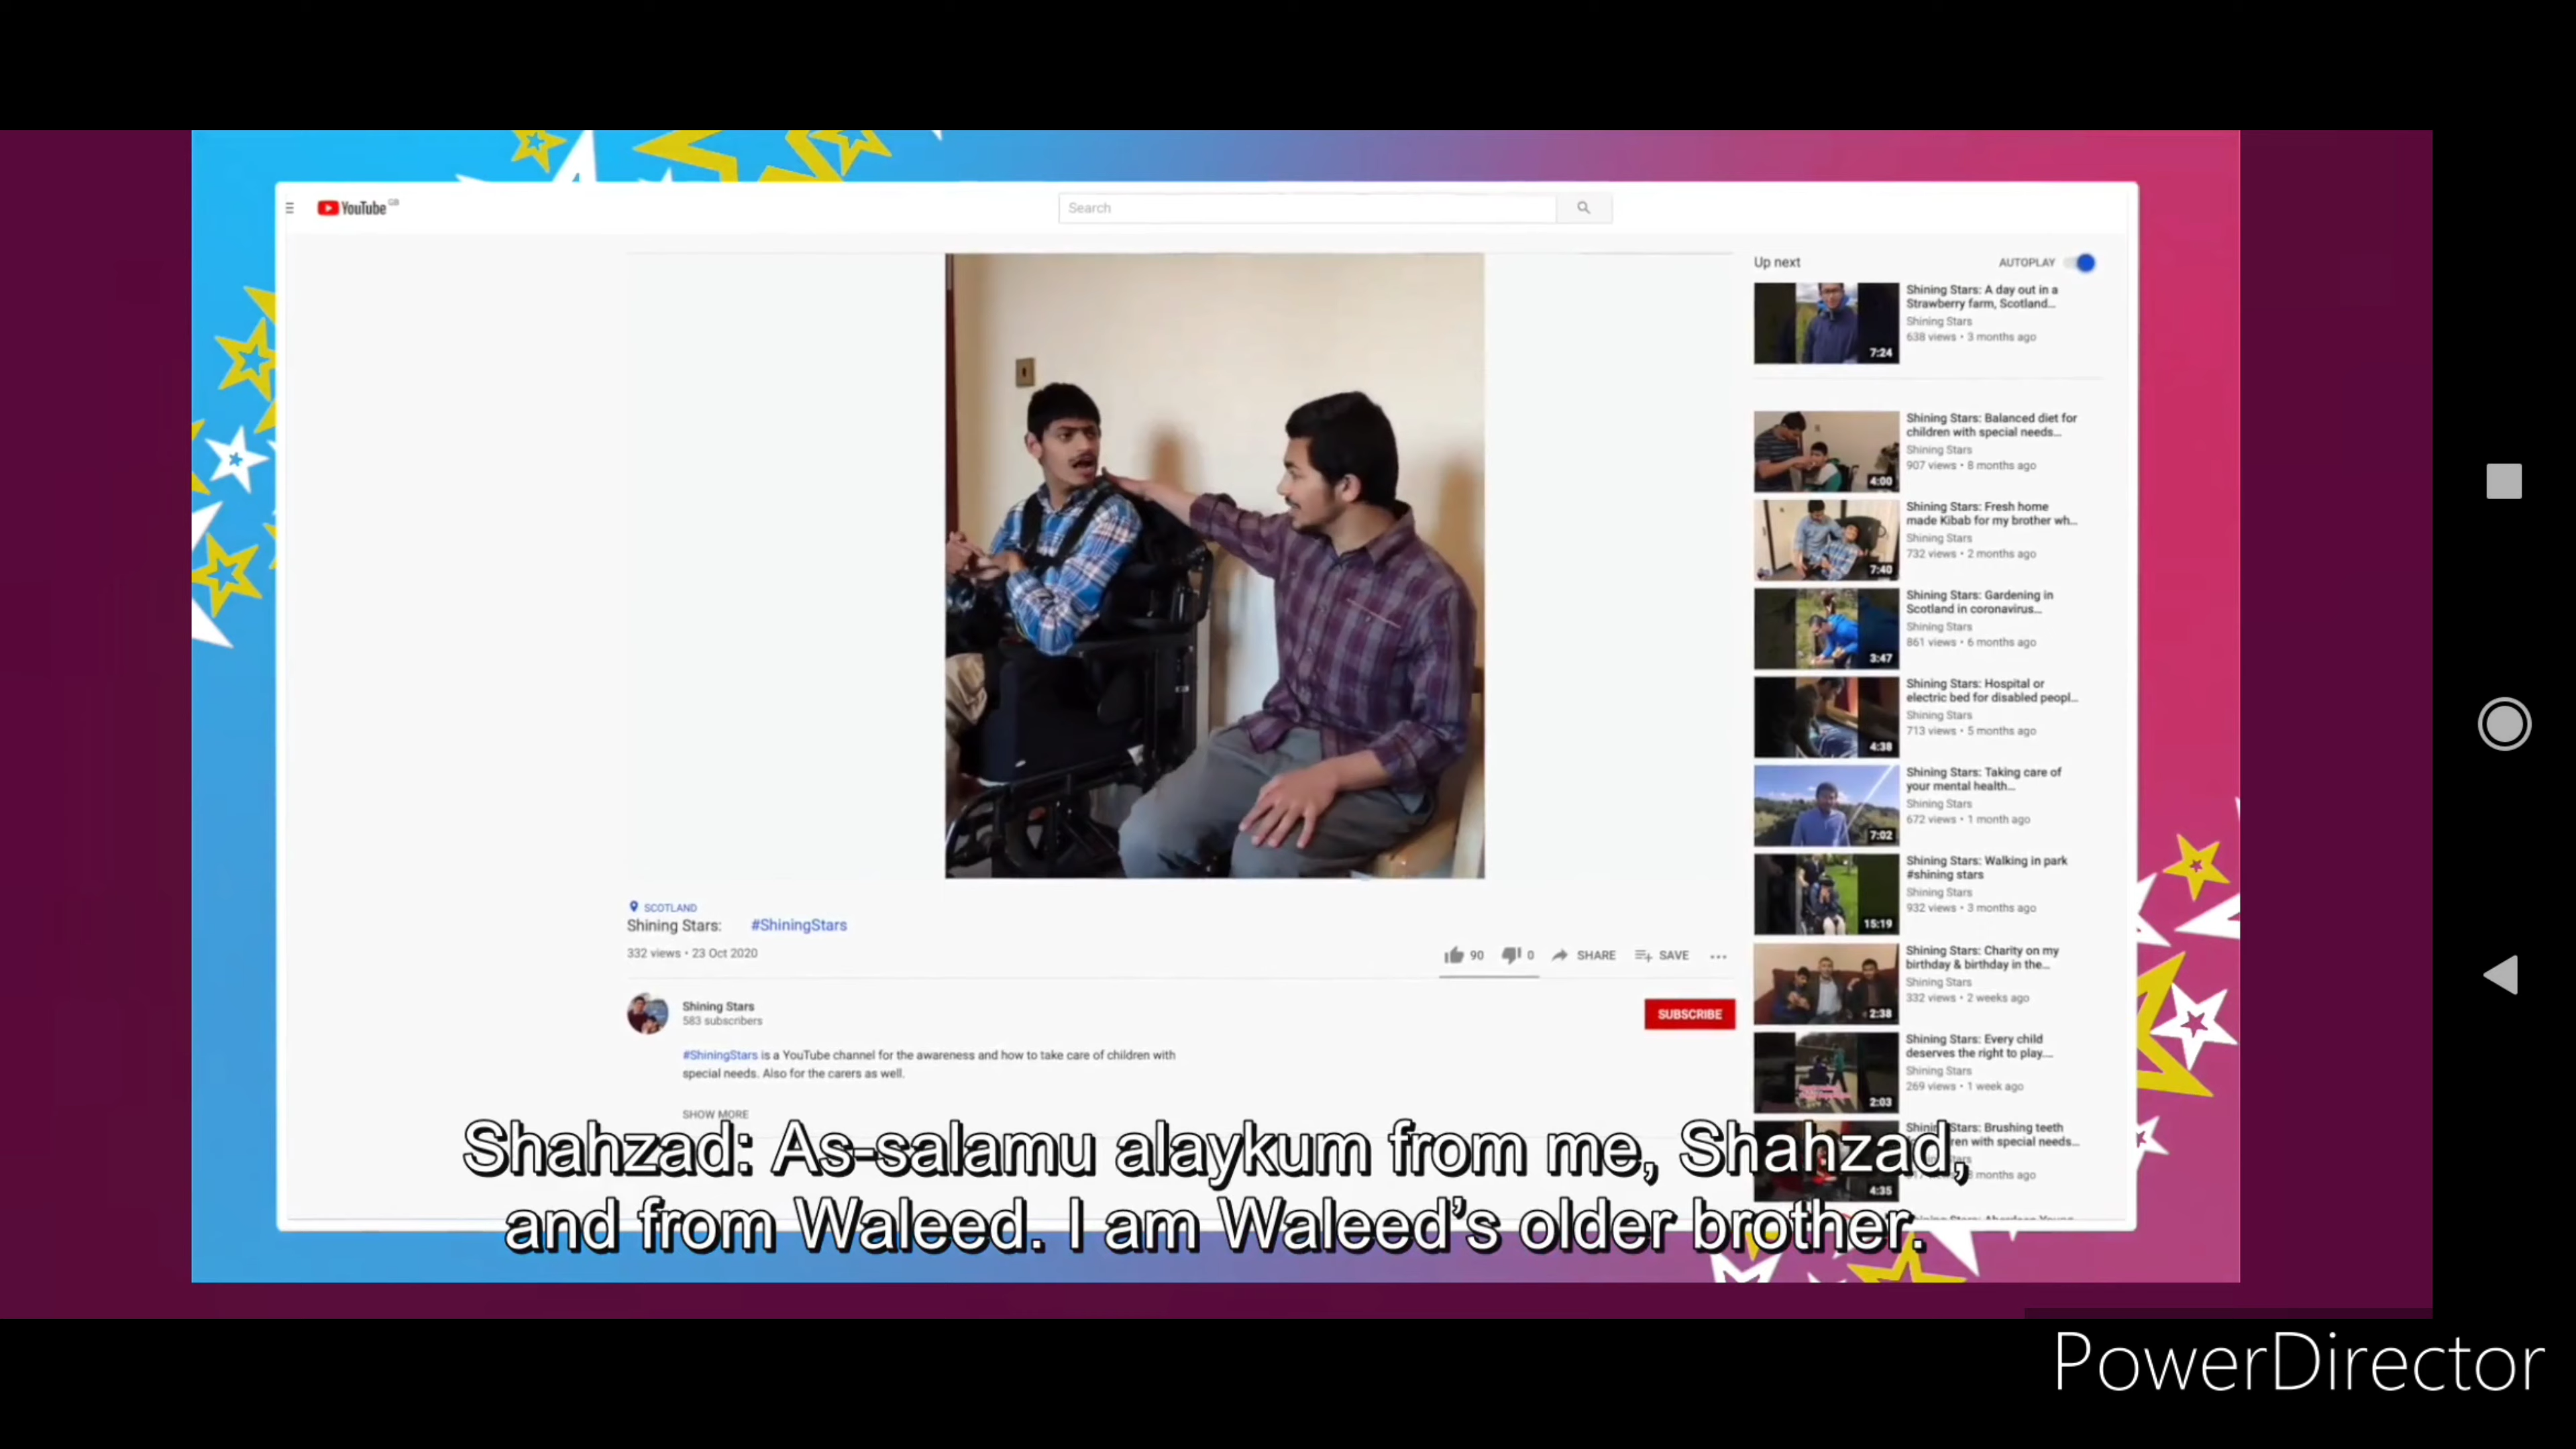 YouTube GB
Search
Up next
AUTOPLAY
Shining Stars: A day out in a
Strawberry farm, Scotland...
Shining Stars
638 views • 3 months ago
7:24
Shining Stars: Balanced diet for
children with special needs...
Shining Stars
907 views • 8 months ago
4:00
Shining Stars: Fresh home
made Kibab for my brother wh...
Shining Stars
732 views • 2 months ago
7:40
Shining Stars: Gardening in
Scotland in coronavirus...
Shining Stars
861 views • 6 months ago
3:47
Shining Stars: Hospital or
electric bed for disabled peopl...
Shining Stars
713 views • 5 months ago
4:38
Shining Stars: Taking care of
your mental health...
Shining Stars
672 views • 1 month ago
7:02
Shining Stars: Walking in park
#shining stars
Shining Stars
932 views • 3 months ago
15:19
Shining Stars: Charity on my
birthday & birthday in the...
Shining Stars
332 views • 2 weeks ago
2:38
Shining Stars: Every child
deserves the right to play....
Shining Stars
269 views • 1 week ago
2:03
Stars: Brushing teeth
with special needs...
months ago
4:35
SCOTLAND
Shining Stars: #ShiningStars
332 views • 23 Oct 2020
90 0 SHARE SAVE ...
Shining Stars
583 subscribers
SUBSCRIBE
#ShiningStars is a YouTube channel for the awareness and how to take care of children with
special needs. Also for the carers as well.
SHOW MORE
Shahzad: As-salamu alaykum from me, Shahzad,
and from Waleed. I am Waleed's older brother.
PowerDirector